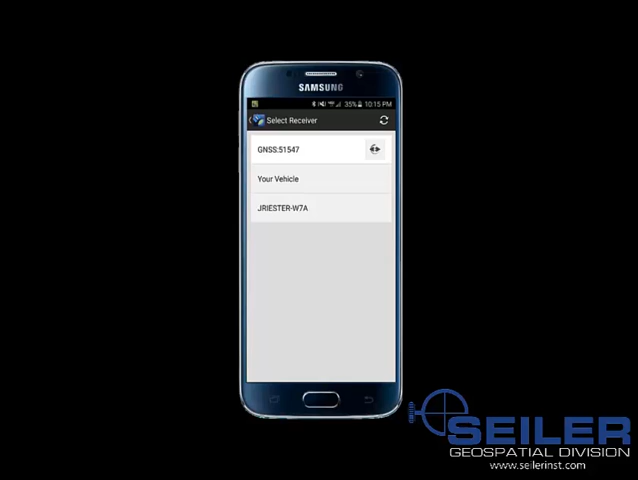 SAMSUNG
35% 10:15 PM
Select Receiver
GNSS:51547
Your Vehicle
JRIESTER-W7A
SEILER
GEOSPATIAL DIVISION
www.seilerinst.com